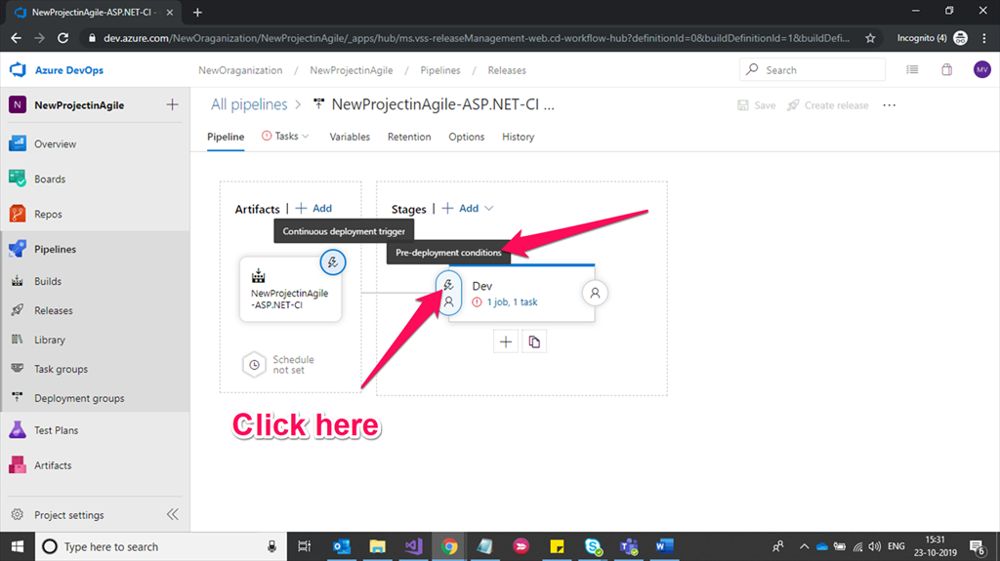 NewProjectinAgile-ASP.NET-CI -
dev.azure.com/NewOraganization/NewProjectinAgile/_apps/hub/ms.vss-releaseManagement-web.cd-workflow-hub?definitionId=0&buildDefinitionId=1&buildDefi...
Incognito (4)
Azure DevOps
NewOraganization / NewProjectinAgile / Pipelines / Releases
Search
MV
N NewProjectinAgile
All pipelines > NewProjectinAgile-ASP.NET-CI ...
Save
Create release
Pipeline Tasks Variables Retention Options History
Overview
Boards
Repos
Pipelines
Builds
Releases
Library
Task groups
Deployment groups
Test Plans
Artifacts
Project settings
Artifacts | + Add
Stages | + Add
Continuous deployment trigger
Pre-deployment conditions
NewProjectinAgile
-ASP.NET-CI
Dev
1 job, 1 task
Schedule
not set
Click here
Type here to search
ENG
15:31
23-10-2019
6